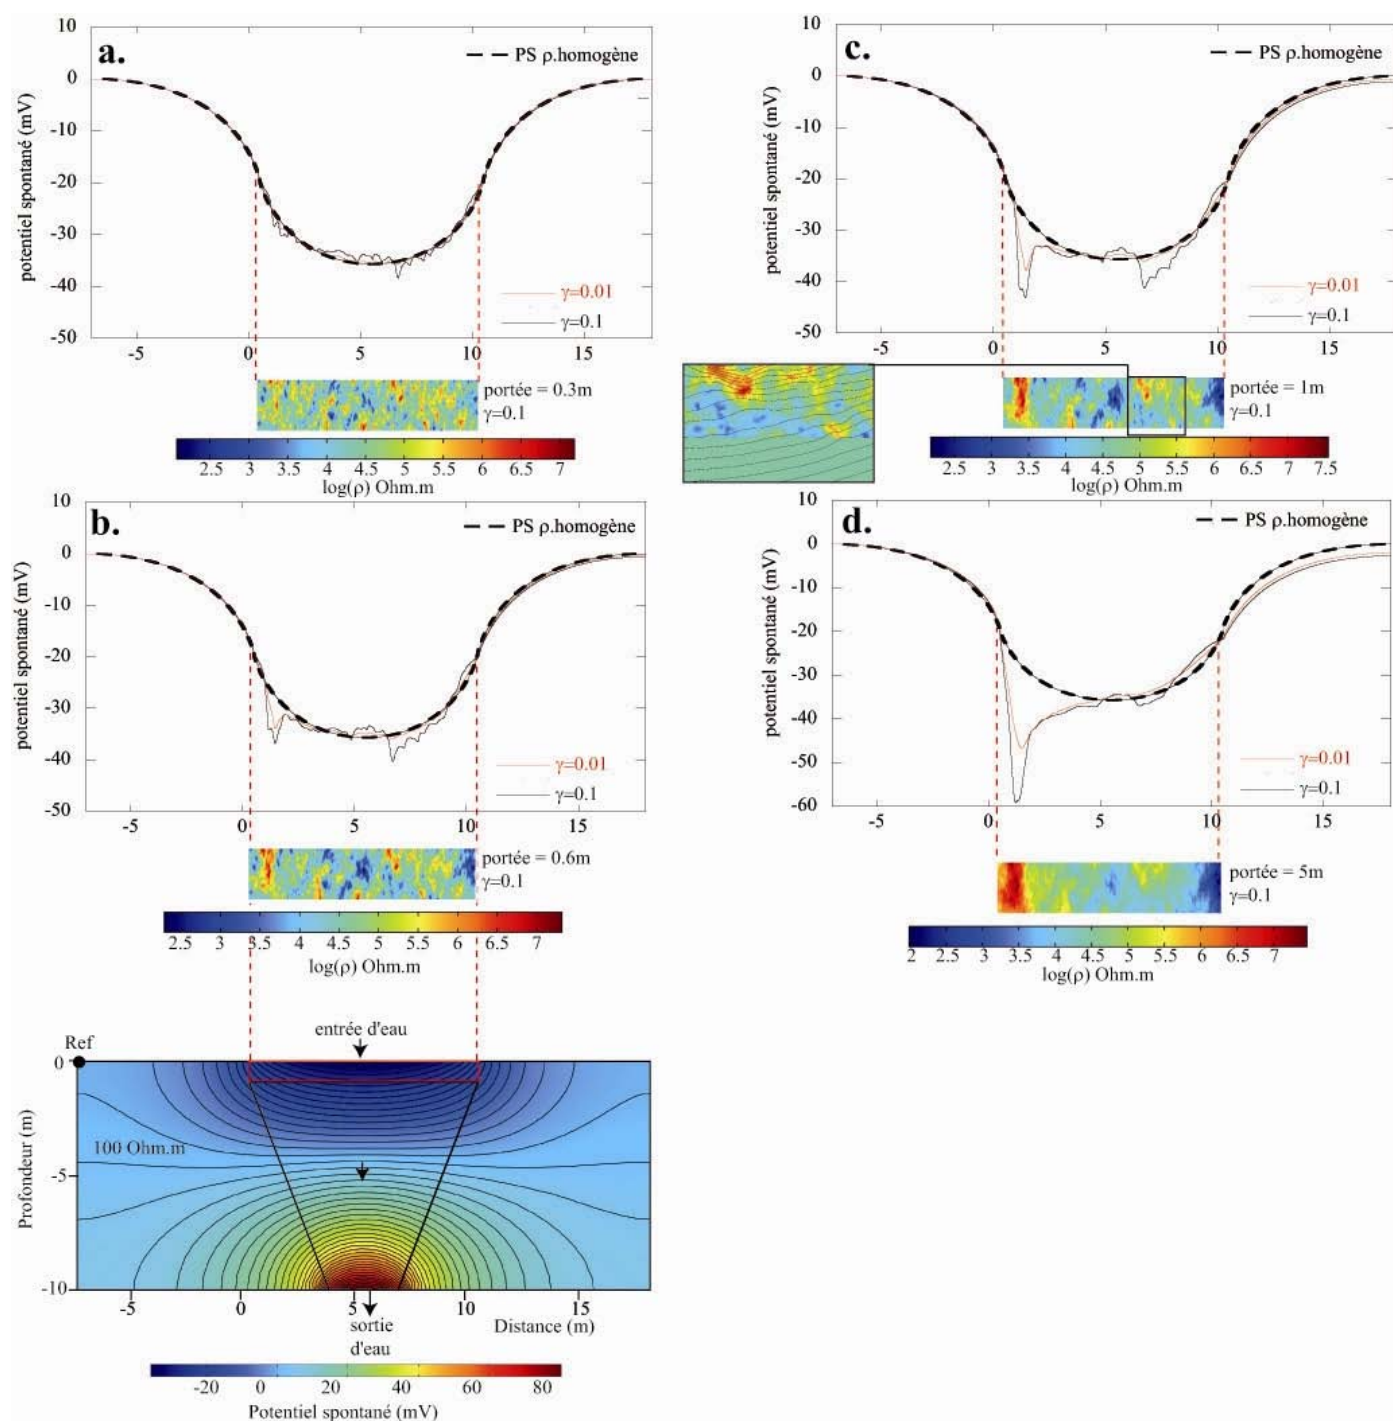 a.
PS ρ.homogène
potentiel spontané (mV)
10
0
-10
-20
-30
-40
-50
γ=0.01
γ=0.1
-5
0
5
10
15
portée = 0.3m
γ=0.1
2.5 3 3.5 4 4.5 5 5.5 6 6.5 7
log(ρ) Ohm.m
c.
PS ρ.homogène
potentiel spontané (mV)
10
0
-10
-20
-30
-40
-50
γ=0.01
γ=0.1
-5
0
5
10
15
portée = 1m
γ=0.1
2.5 3 3.5 4 4.5 5 5.5 6 6.5 7 7.5
log(ρ) Ohm.m
b.
PS ρ.homogène
potentiel spontané (mV)
10
0
-10
-20
-30
-40
-50
γ=0.01
γ=0.1
-5
0
5
10
15
portée = 0.6m
γ=0.1
2.5 3 3.5 4 4.5 5 5.5 6 6.5 7
log(ρ) Ohm.m
d.
PS ρ.homogène
potentiel spontané (mV)
10
0
-10
-20
-30
-40
-50
-60
γ=0.01
γ=0.1
-5
0
5
10
15
portée = 5m
γ=0.1
2 2.5 3 3.5 4 4.5 5 5.5 6 6.5 7
log(ρ) Ohm.m
entrée d'eau
Ref
0
100 Ohm.m
Profondeur (m)
-5
-10
-5
0
5
10
15
sortie
d'eau
Distance (m)
-20 0 20 40 60 80
Potentiel spontané (mV)